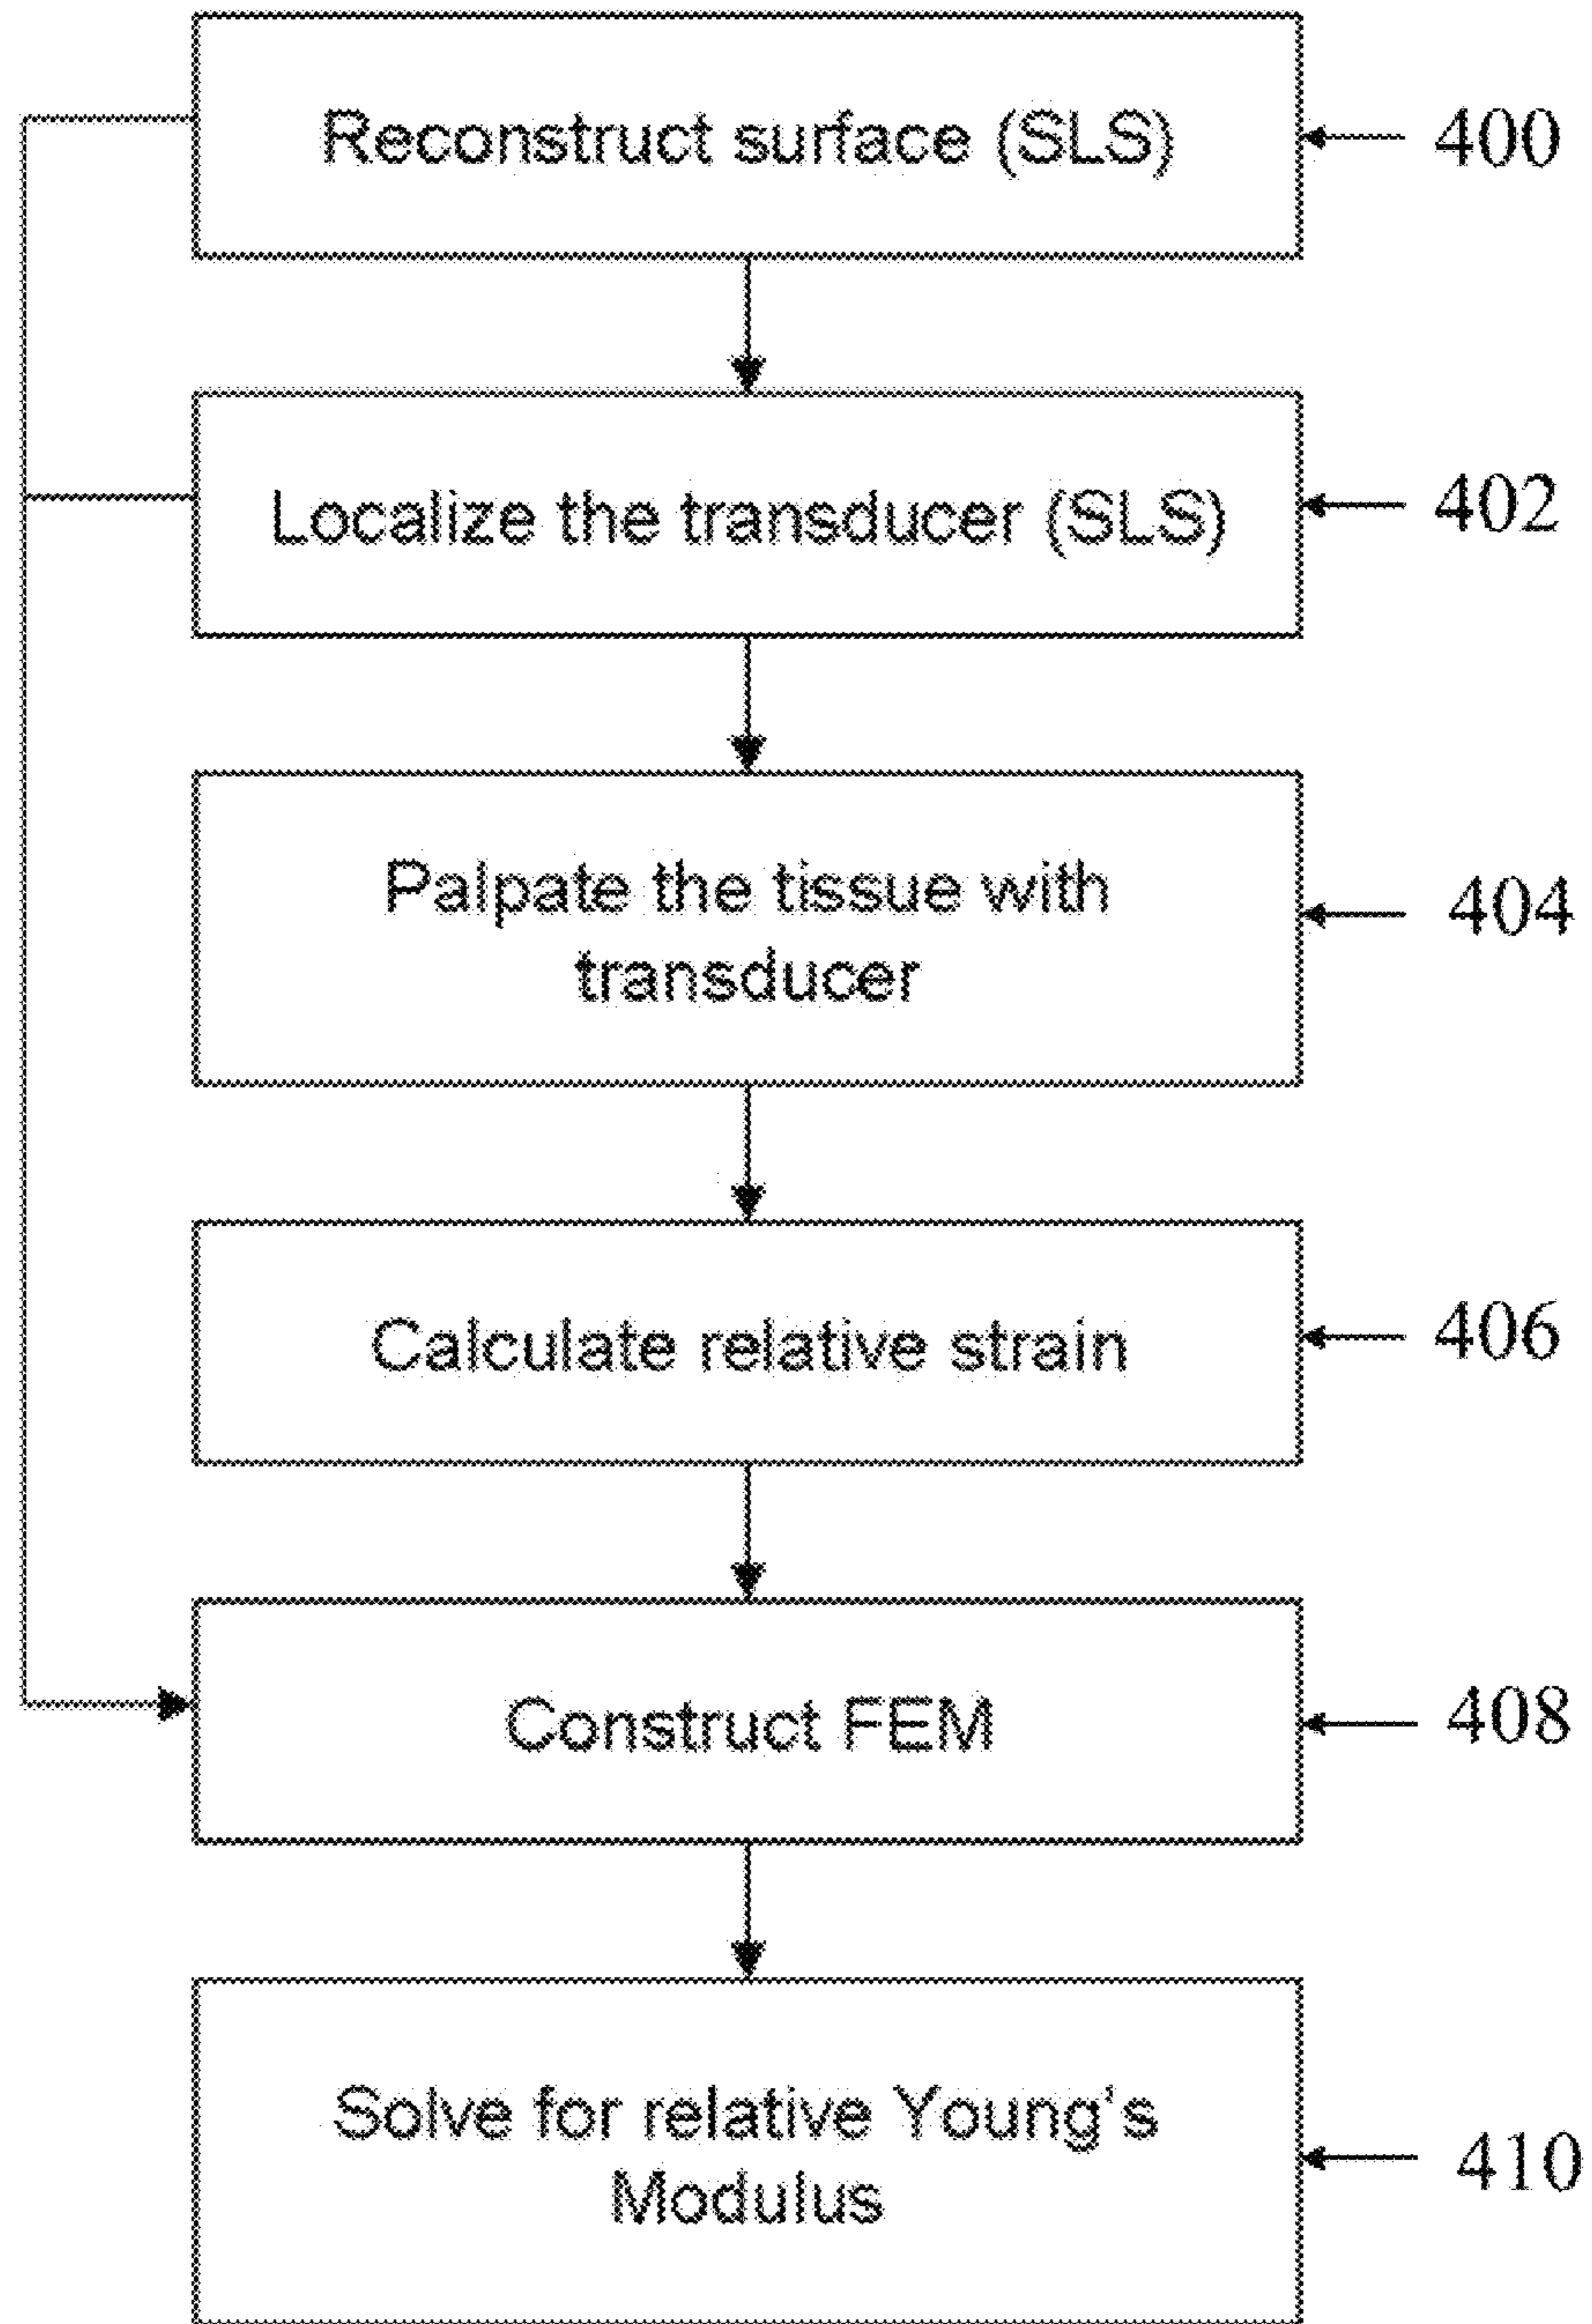 Reconstruct surface (SLS)
400
Localize the transducer (SLS)
402
Palpate the tissue with
transducer
404
Calculate relative strain
406
Construct FEM
408
Solve for relative Young's
Modulus
410